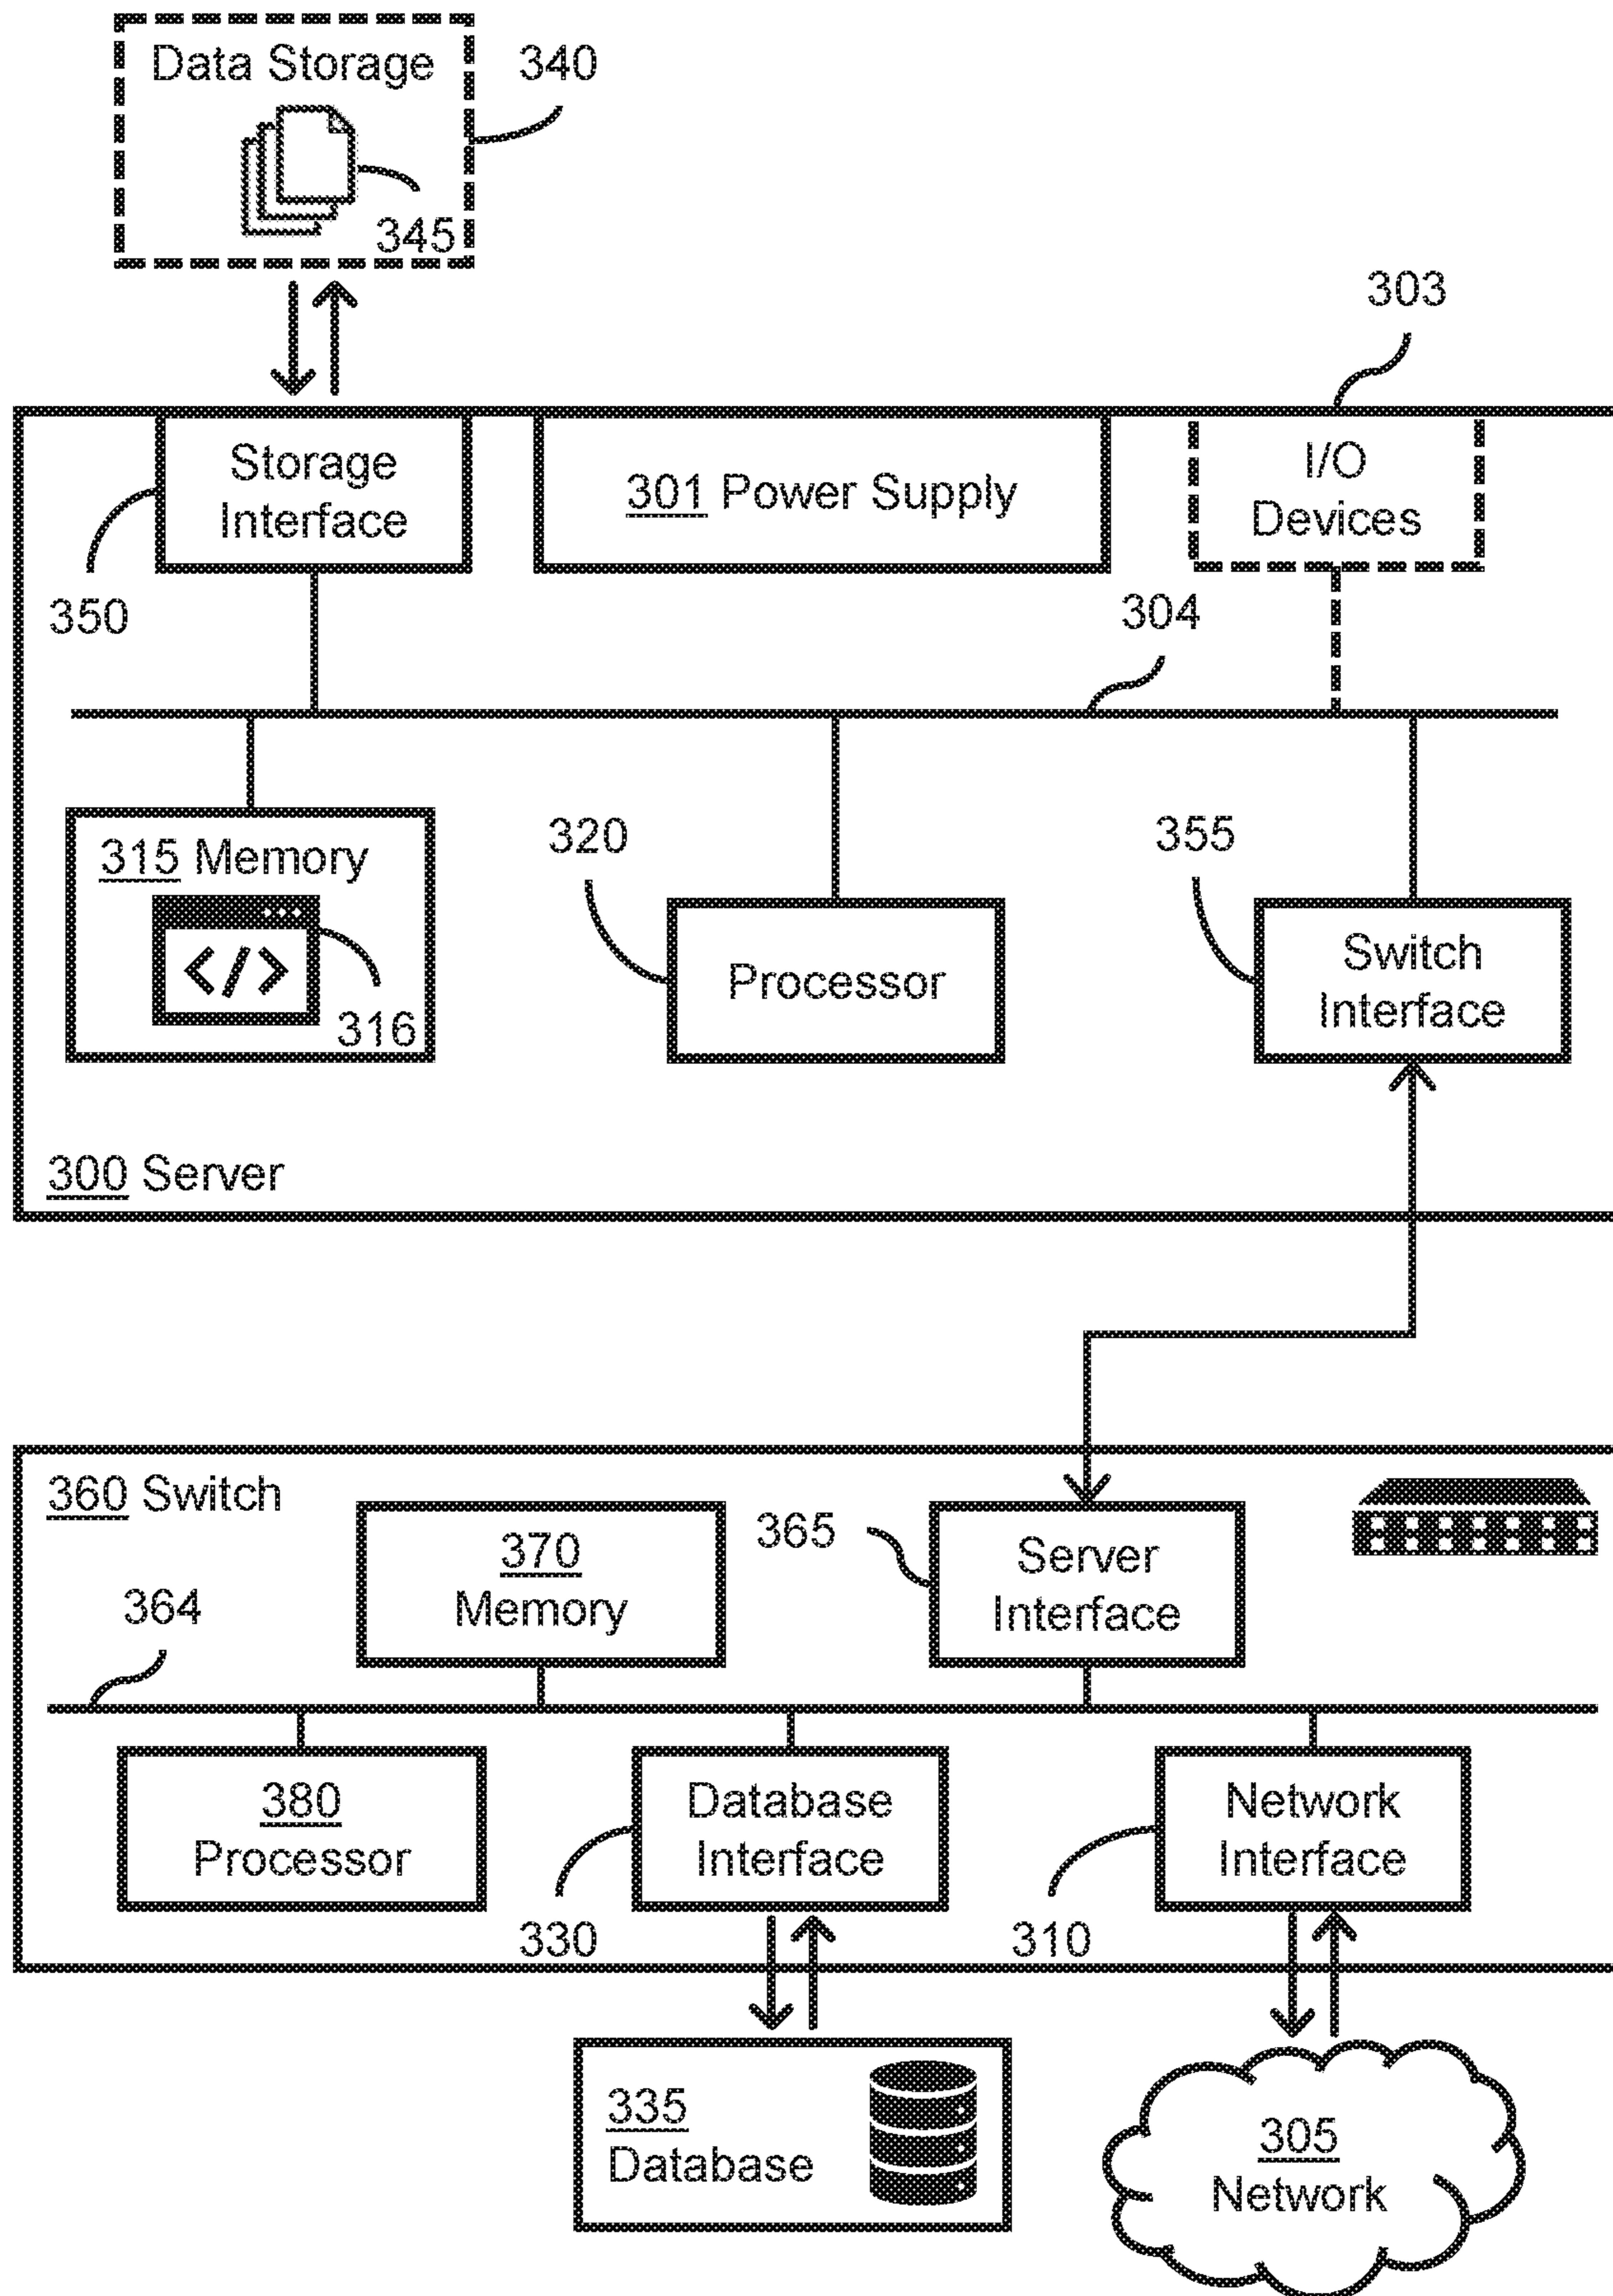 Data Storage
340
345
303
Storage
Interface
301 Power Supply
I/O
Devices
350
304
315 Memory
</>
316
320
Processor
355
Switch
Interface
300 Server
360 Switch
370
Memory
365
Server
Interface
364
380
Processor
Database
Interface
Network
Interface
330
310
335
Database
305
Network